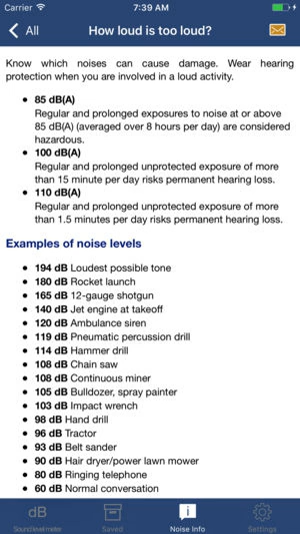 Carrier 7:39 AM
All How loud is too loud?
Know which noises can cause damage. Wear hearing
protection when you are involved in a loud activity.
• 85 dB(A)
Regular and prolonged exposures to noise at or above
85 dB(A) (averaged over 8 hours per day) are considered
hazardous.
• 100 dB(A)
Regular and prolonged unprotected exposure of more
than 15 minute per day risks permanent hearing loss.
• 110 dB(A)
Regular and prolonged unprotected exposure of more
than 1.5 minutes per day risks permanent hearing loss.
Examples of noise levels
• 194 dB Loudest possible tone
• 180 dB Rocket launch
• 165 dB 12-gauge shotgun
• 140 dB Jet engine at takeoff
• 120 dB Ambulance siren
• 119 dB Pneumatic percussion drill
• 114 dB Hammer drill
• 108 dB Chain saw
• 108 dB Continuous miner
• 105 dB Bulldozer, spray painter
• 103 dB Impact wrench
• 98 dB Hand drill
• 96 dB Tractor
• 93 dB Belt sander
• 90 dB Hair dryer/power lawn mower
• 80 dB Ringing telephone
• 60 dB Normal conversation
dB
Soundlevelmeter Saved Noise Info Settings